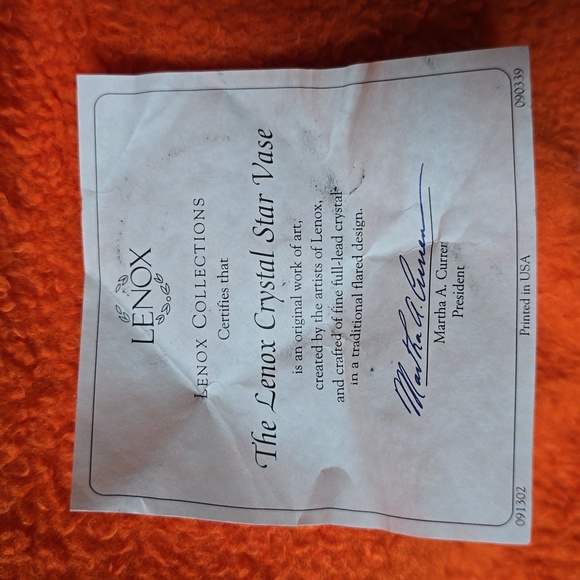 LENOX
LENOX COLLECTIONS
Certifies that
The Lenox Crystal Star Vase
is an original work of art,
created by the artists of Lenox,
and crafted of fine full-lead crystal
in a traditional flared design.
Martha A. Curren
Martha A. Curren
President
091302
Printed in USA
090339